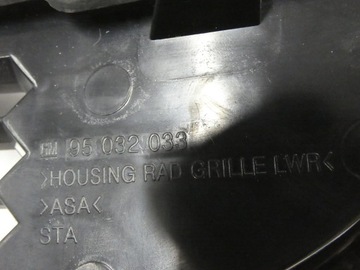 GM 95 032 033
>HOUSING RAD GRILLE LWR<
>ASA<
STA